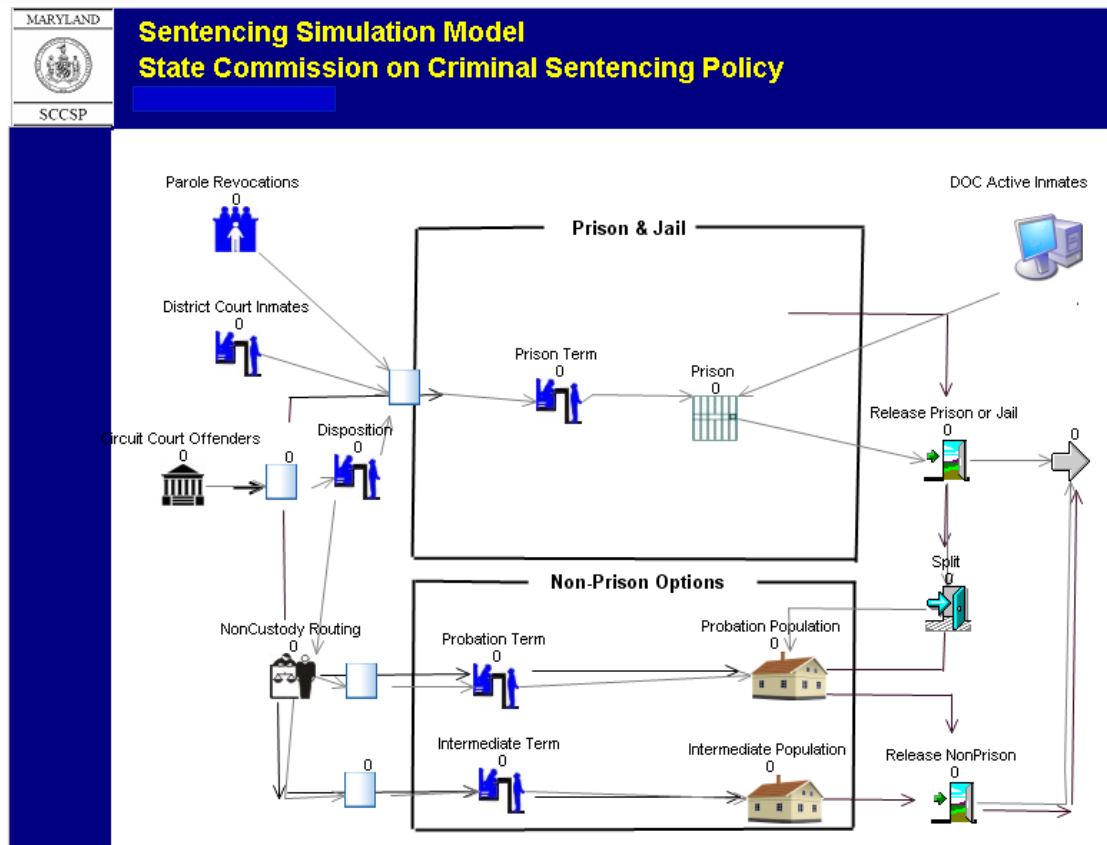 MARYLAND
SCCSP
Sentencing Simulation Model
State Commission on Criminal Sentencing Policy
Parole Revocations
0
DOC Active Inmates
Prison & Jail
District Court Inmates
0
Prison Term
0
Prison
0
Release Prison or Jail
0
0
Circuit Court Offenders
0
0
Disposition
0
Split
0
Non-Prison Options
NonCustody Routing
0
Probation Term
0
Probation Population
0
Intermediate Term
0
0
Intermediate Population
0
Release NonPrison
0